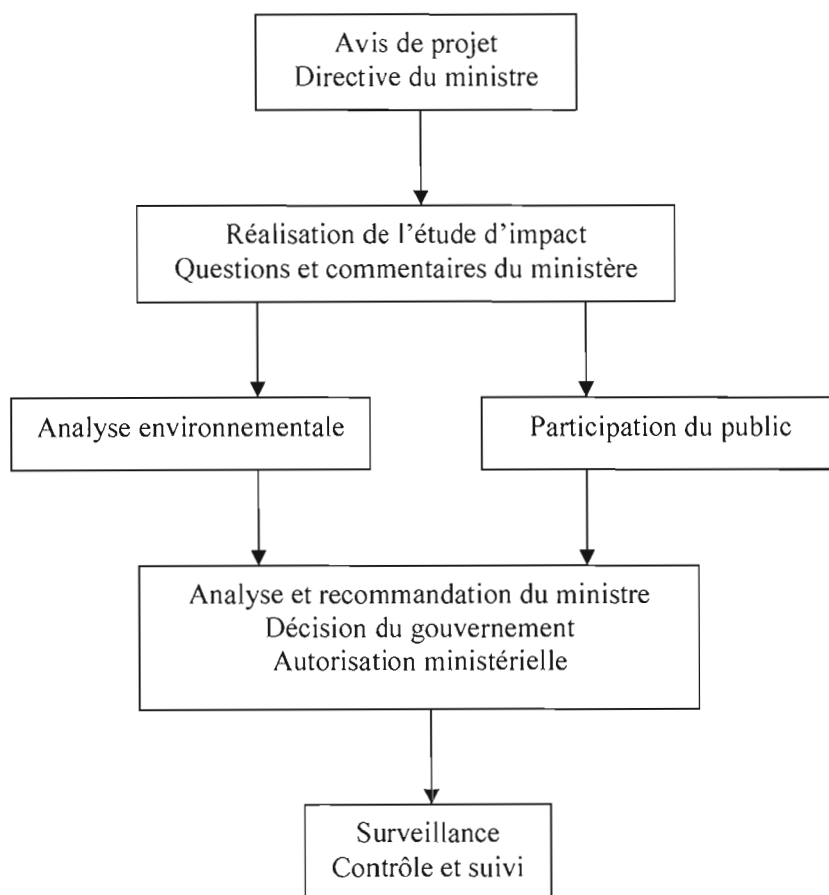 Avis de projet
Directive du ministre
Réalisation de l'étude d'impact
Questions et commentaires du ministère
Analyse environnementale
Participation du public
Analyse et recommandation du ministre
Décision du gouvernement
Autorisation ministérielle
Surveillance
Contrôle et suivi